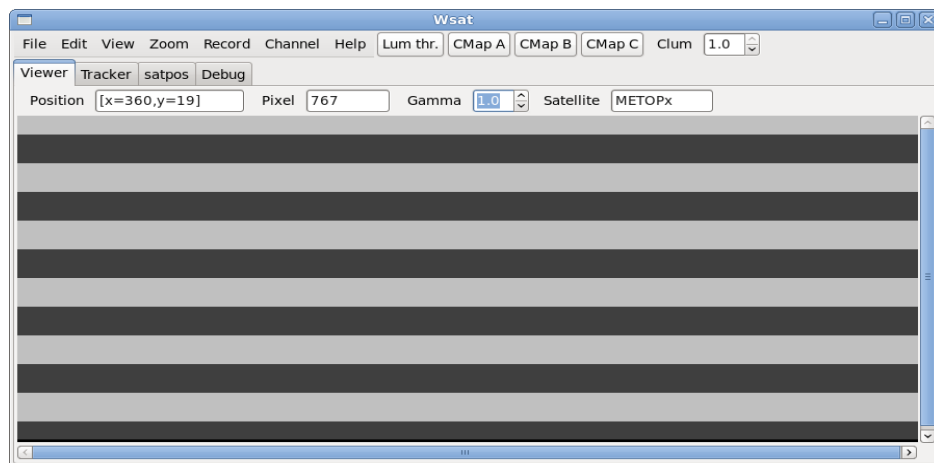 Wsat
File Edit View Zoom Record Channel Help Lum thr. CMap A CMap B CMap C Clum 1.0
Viewer Tracker satpos Debug
Position [x=360,y=19] Pixel 767 Gamma 1.0 Satellite METOPx